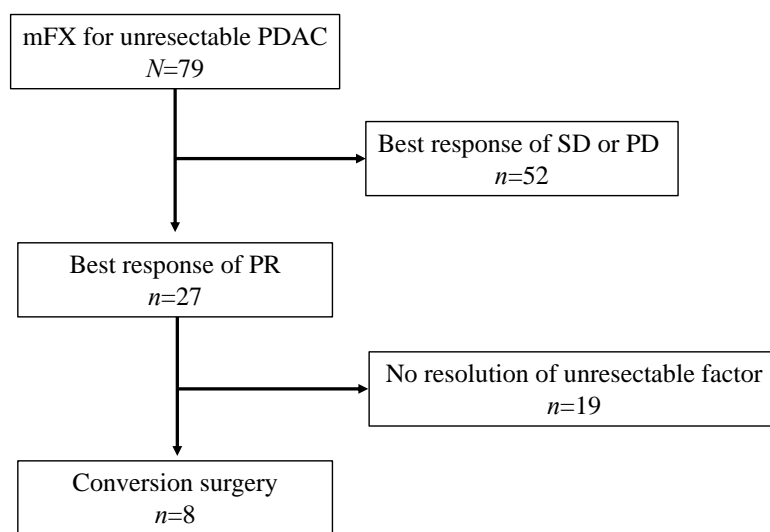 mFX for unresectable PDAC
N=79
Best response of SD or PD
n=52
Best response of PR
n=27
No resolution of unresectable factor
n=19
Conversion surgery
n=8